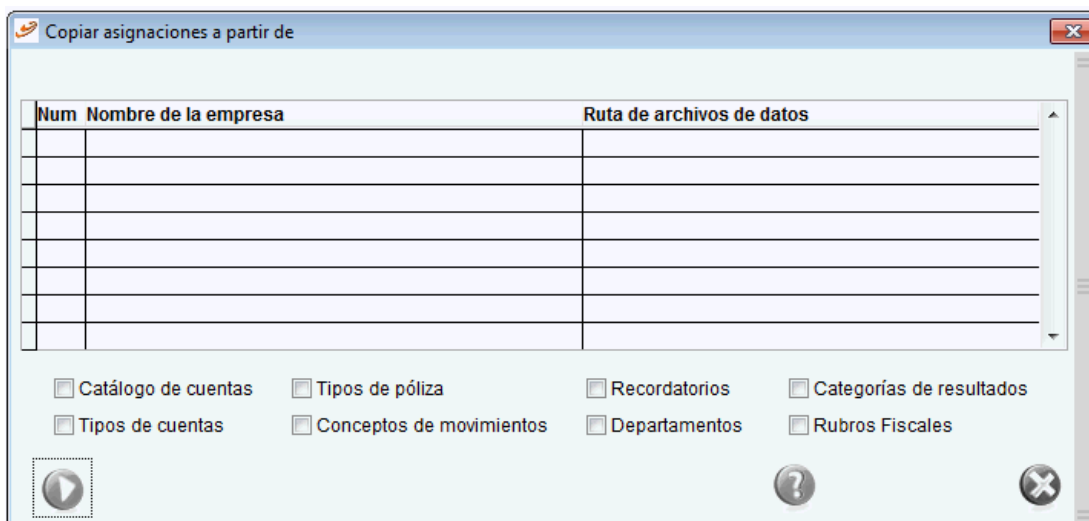 Copiar asignaciones a partir de
Num Nombre de la empresa Ruta de archivos de datos
Catálogo de cuentas Tipos de póliza Recordatorios Categorías de resultados
Tipos de cuentas Conceptos de movimientos Departamentos Rubros Fiscales